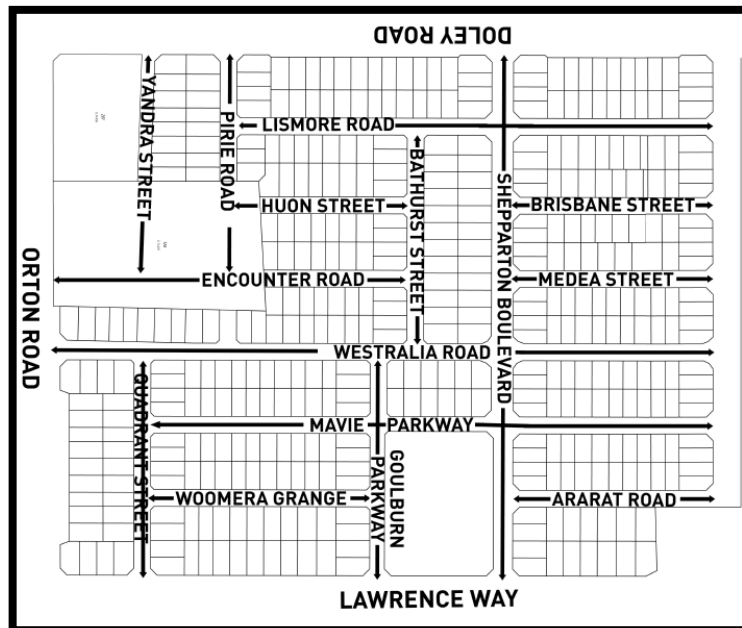 DOLEY ROAD
YANDRA STREET
PIRIE ROAD
LISMORE ROAD
BATHURST STREET
SHEPPARTON BOULEVARD
HUON STREET
BRISBANE STREET
ORTON ROAD
ENCOUNTER ROAD
MEDEA STREET
WESTRALIA ROAD
QUADRANT STREET
MAVIE PARKWAY
GOULBURN
PARKWAY
WOOMERA GRANGE
ARARAT ROAD
LAWRENCE WAY